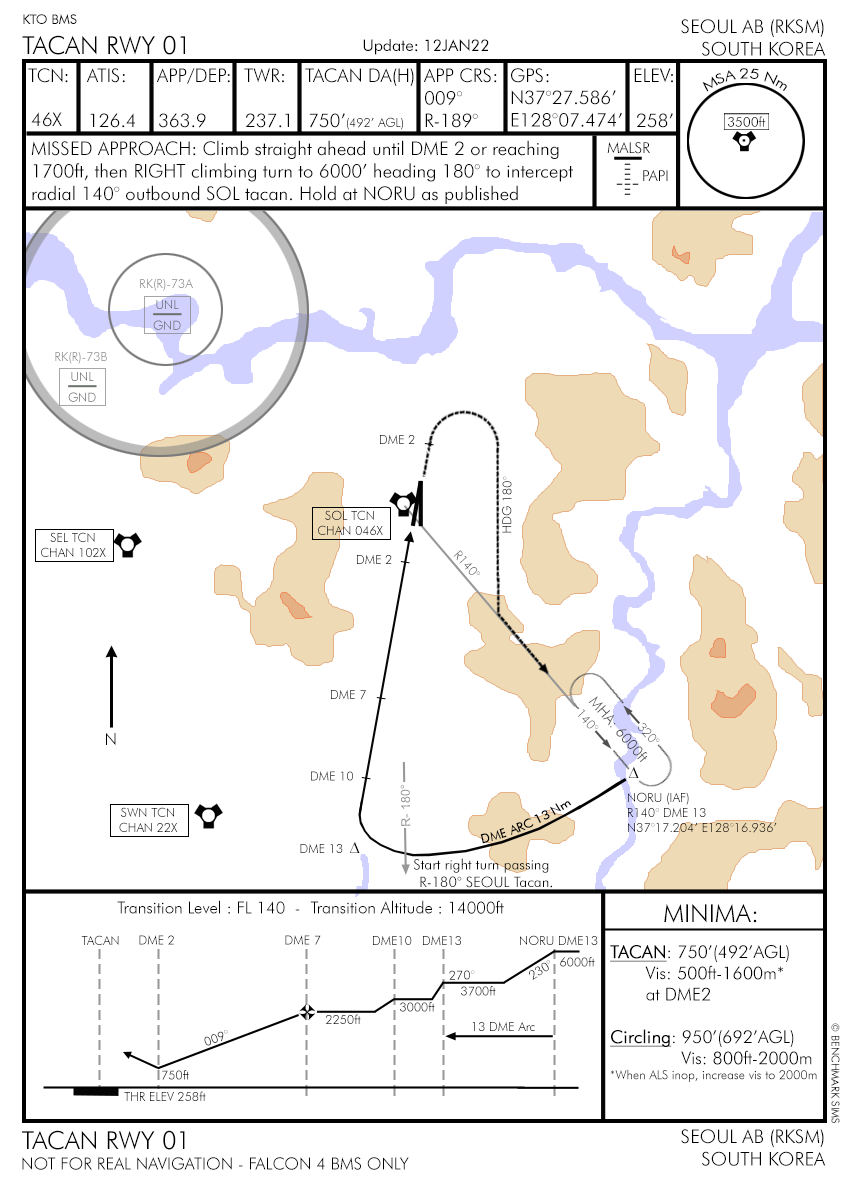 KTO BMS
TACAN RWY 01
Update: 12JAN22
SEOUL AB (RKSM)
SOUTH KOREA
TCN:
46X
ATIS:
126.4
APP/DEP:
363.9
TWR:
237.1
TACAN DA(H)
750'(492' AGL)
APP CRS:
009°
R-189°
GPS:
N37°27.586'
E128°07.474'
ELEV:
258'
MSA 25 Nm
3500ft
MISSED APPROACH: Climb straight ahead until DME 2 or reaching
1700ft, then RIGHT climbing turn to 6000' heading 180° to intercept
radial 140° outbound SOL tacan. Hold at NORU as published
MALSR
PAPI
RK(R)-73A
UNL
GND
RK(R)-73B
UNL
GND
DME 2
HDG 180°
SOL TCN
CHAN 046X
SEL TCN
CHAN 102X
DME 2
R140°
N
DME 7
MHA: 6000ft
140°
320°
DME 10
R- 180°
NORU (IAF)
R140° DME 13
N37°17.204' E128°16.936'
SWN TCN
CHAN 22X
DME ARC 13 Nm
DME 13
Start right turn passing
R-180° SEOUL Tacan.
Transition Level : FL 140 - Transition Altitude : 14000ft
TACAN
DME 2
DME 7
DME10
DME13
NORU DME13
6000ft
230°
270°
3700ft
3000ft
2250ft
13 DME Arc
009°
750ft
THR ELEV 258ft
MINIMA:
TACAN: 750'(492'AGL)
Vis: 500ft-1600m*
at DME2
Circling: 950'(692'AGL)
Vis: 800ft-2000m
*When ALS inop, increase vis to 2000m
© BENCHMARK SIMS
TACAN RWY 01
NOT FOR REAL NAVIGATION - FALCON 4 BMS ONLY
SEOUL AB (RKSM)
SOUTH KOREA